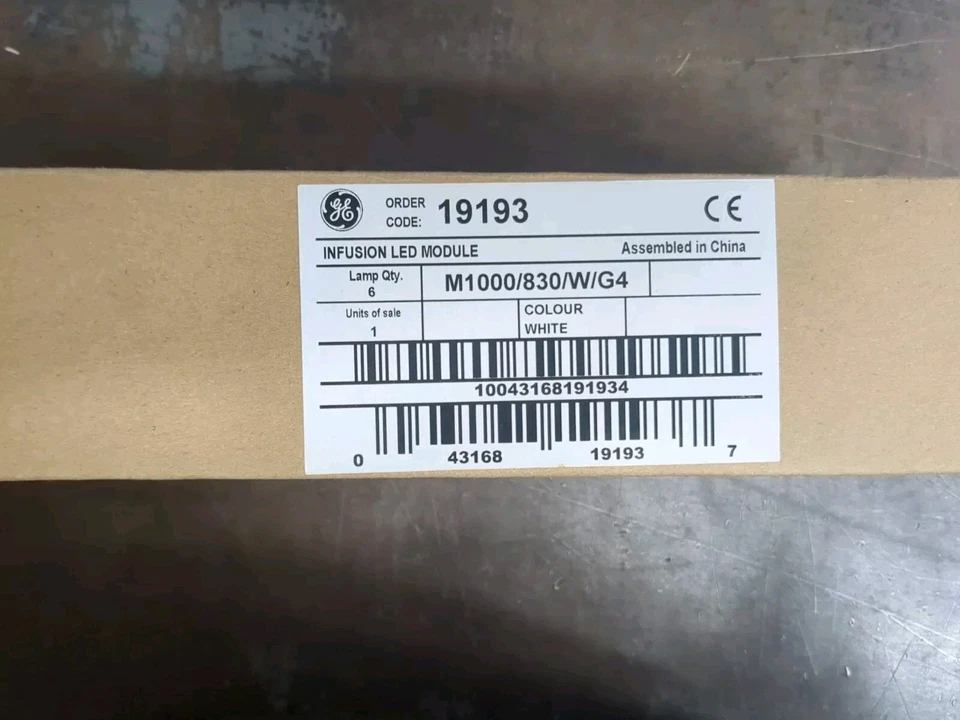 GE
ORDER CODE: 19193
CE
INFUSION LED MODULE
Assembled in China
Lamp Qty.
6
M1000/830/W/G4
Units of sale
1
COLOUR
WHITE
10043168191934
0 43168 19193 7